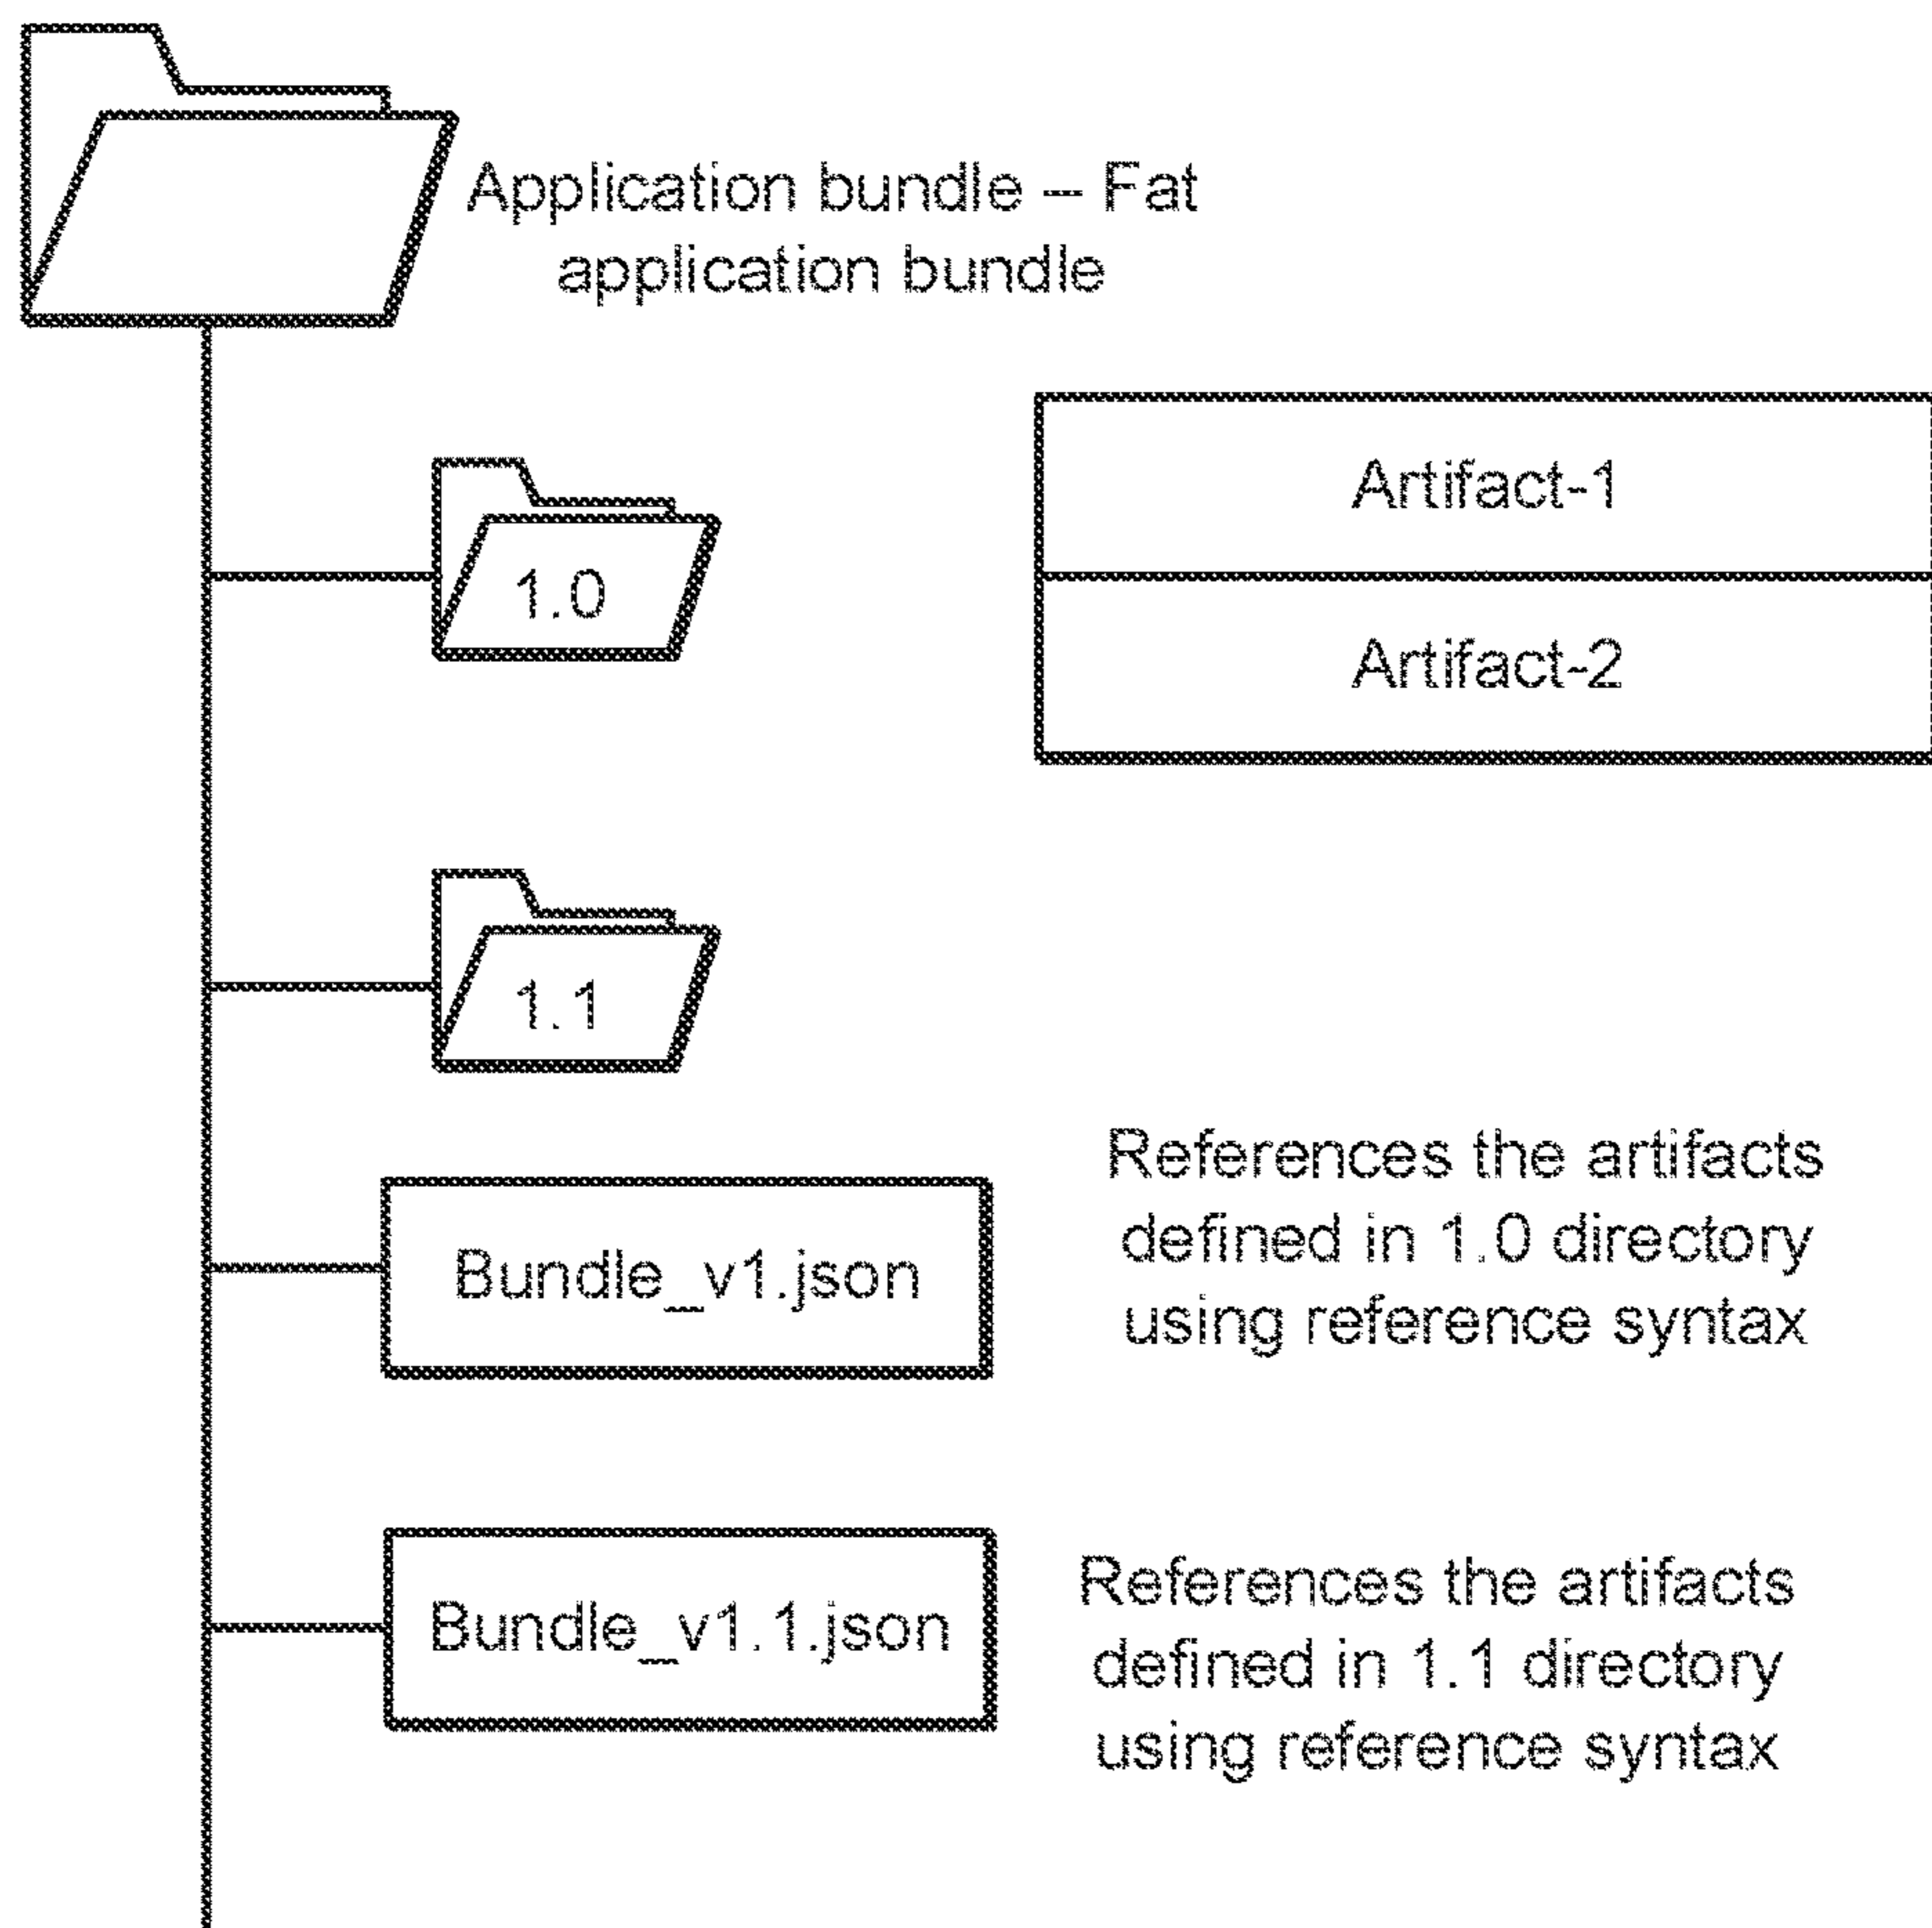 Application bundle – Fat
application bundle
Artifact-1
1.0
Artifact-2
1.1
References the artifacts
defined in 1.0 directory
using reference syntax
Bundle_v1.json
References the artifacts
defined in 1.1 directory
using reference syntax
Bundle_v1.1.json